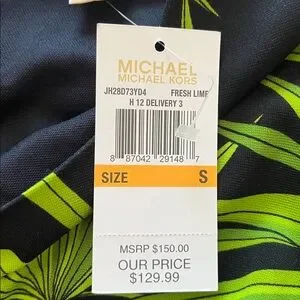 MICHAEL
MICHAEL KORS
JH28D73YD4 FRESH LIME
H 12 DELIVERY 3
8 87042 29148 7
SIZE S
MSRP $150.00
OUR PRICE
$129.99